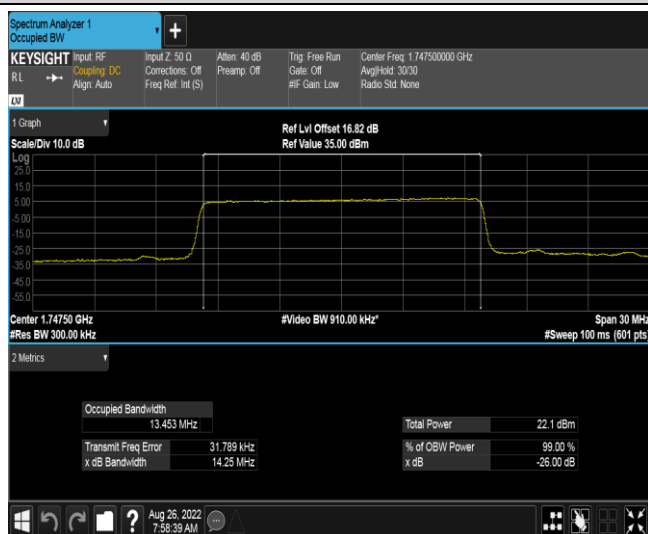 Spectrum Analyzer 1
Occupied BW
+
KEYSIGHT
R L
LXI
Input: RF
Coupling: DC
Align: Auto
Input Z: 50 Ω
Corrections: Off
Freq Ref: Int (S)
Atten: 40 dB
Preamp: Off
Trig: Free Run
Gate: Off
#IF Gain: Low
Center Freq: 1.747500000 GHz
Avg|Hold: 30/30
Radio Std: None
1 Graph
Scale/Div 10.0 dB
Ref Lvl Offset 16.82 dB
Ref Value 35.00 dBm
Log
25.0
15.0
5.00
-5.00
-15.0
-25.0
-35.0
-45.0
-55.0
Center 1.74750 GHz
#Video BW 910.00 kHz*
Span 30 MHz
#Res BW 300.00 kHz
#Sweep 100 ms (601 pts)
2 Metrics
Occupied Bandwidth
13.453 MHz
Total Power 22.1 dBm
Transmit Freq Error 31.789 kHz
% of OBW Power 99.00 %
x dB Bandwidth 14.25 MHz
x dB -26.00 dB
?
Aug 26, 2022
7:58:39 AM